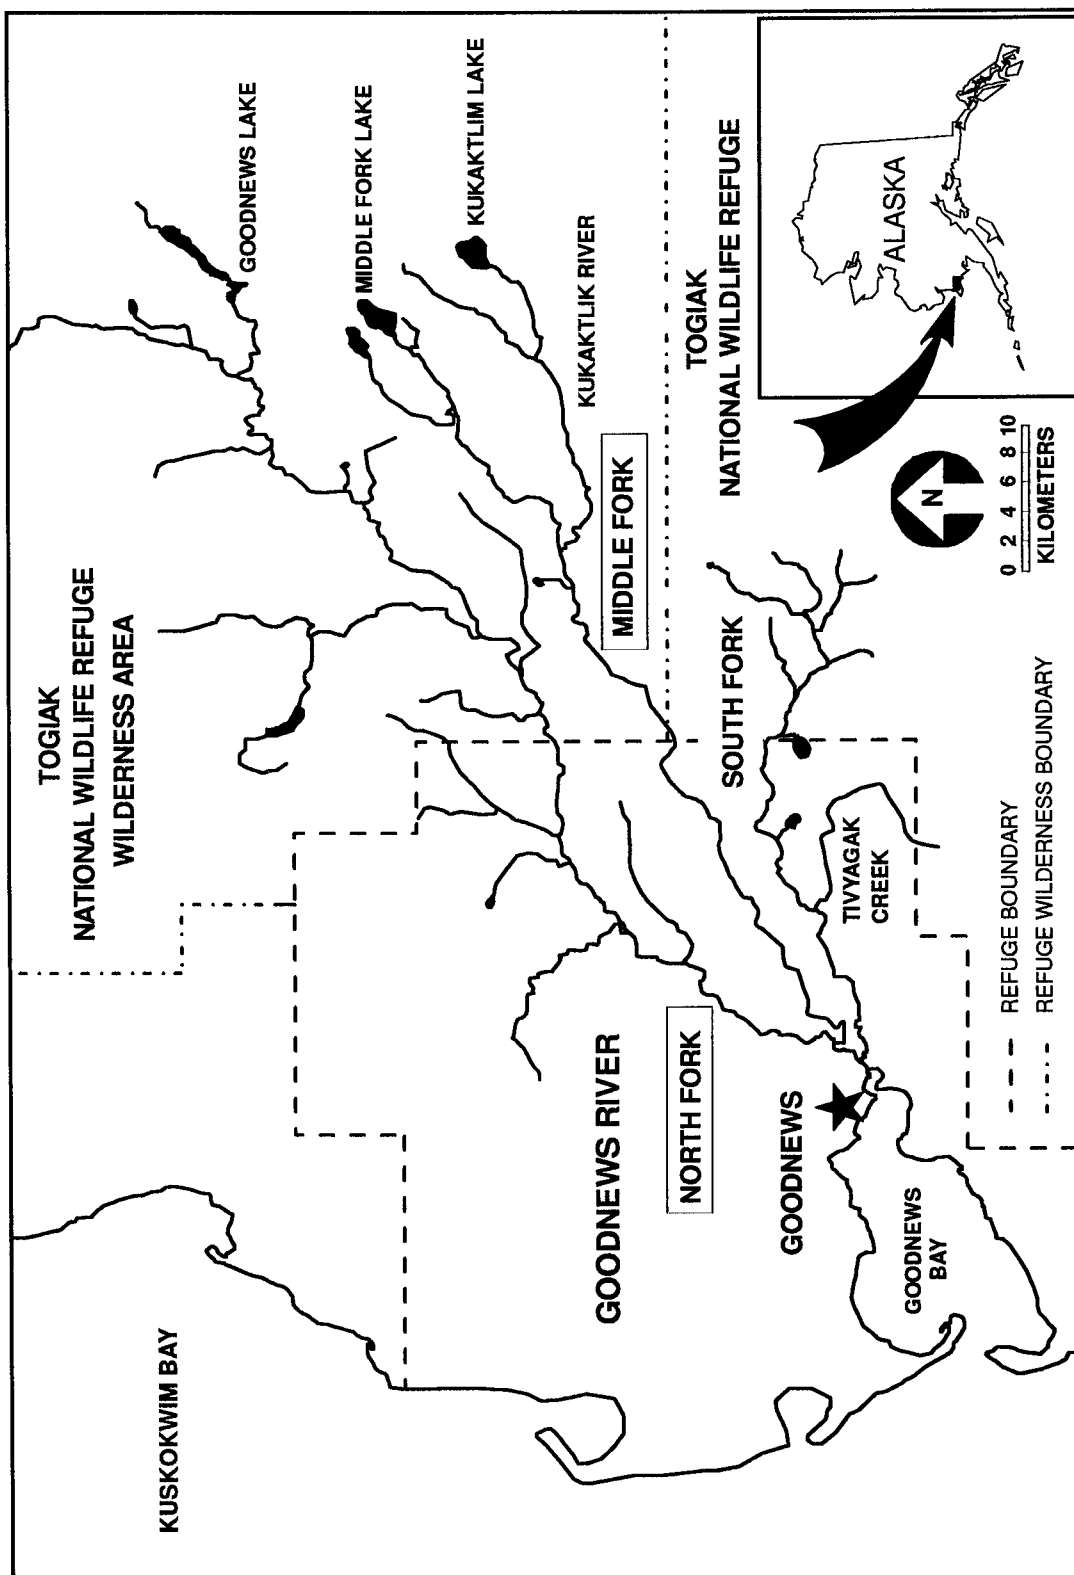 KUSKOKWIM BAY
TOGIAK
NATIONAL WILDLIFE REFUGE
WILDERNESS AREA
GOODNEWS LAKE
MIDDLE FORK LAKE
KUKAKTLIM LAKE
KUKAKTLIK RIVER
MIDDLE FORK
GOODNEWS RIVER
NORTH FORK
TOGIAK
NATIONAL WILDLIFE REFUGE
SOUTH FORK
GOODNEWS
TIVYAGAK
CREEK
GOODNEWS
BAY
ALASKA
N
0 2 4 6 8 10
KILOMETERS
REFUGE BOUNDARY
REFUGE WILDERNESS BOUNDARY